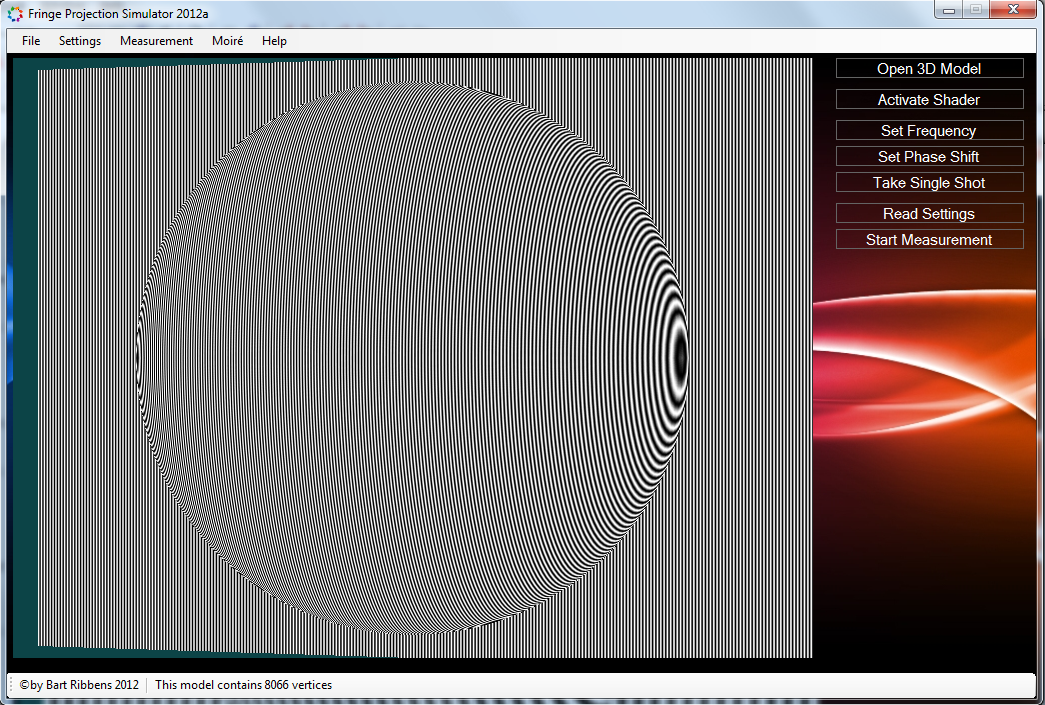 Fringe Projection Simulator 2012a
File Settings Measurement Moiré Help
Open 3D Model
Activate Shader
Set Frequency
Set Phase Shift
Take Single Shot
Read Settings
Start Measurement
©by Bart Ribbens 2012 This model contains 8066 vertices